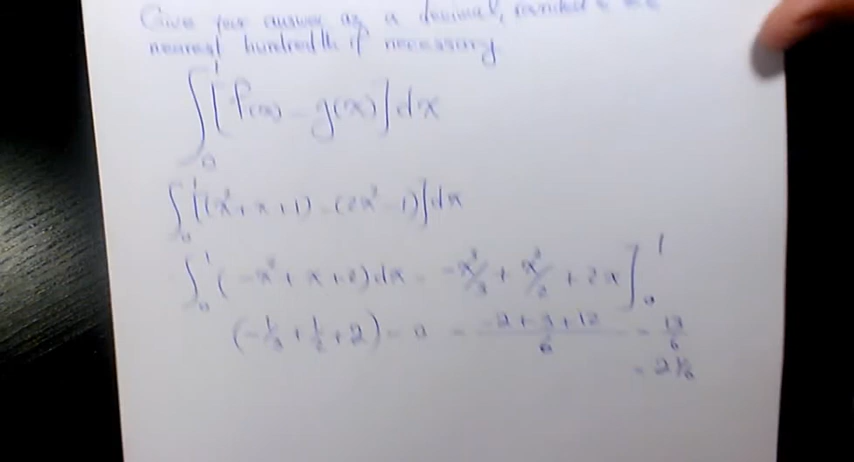 Give your answer as a decimal, rounded to the
nearest hundredth if necessary
∫₀¹ [f(x) - g(x)] dx
∫₀¹ [(x² + x + 1) - (2x² - 1)] dx
∫₀¹ (-x² + x + 2) dx = -x³/3 + x²/2 + 2x ]₀¹
(-1/3 + 1/2 + 2) - 0 = (-2 + 3 + 12)/6 = 13/6
= 2 1/6